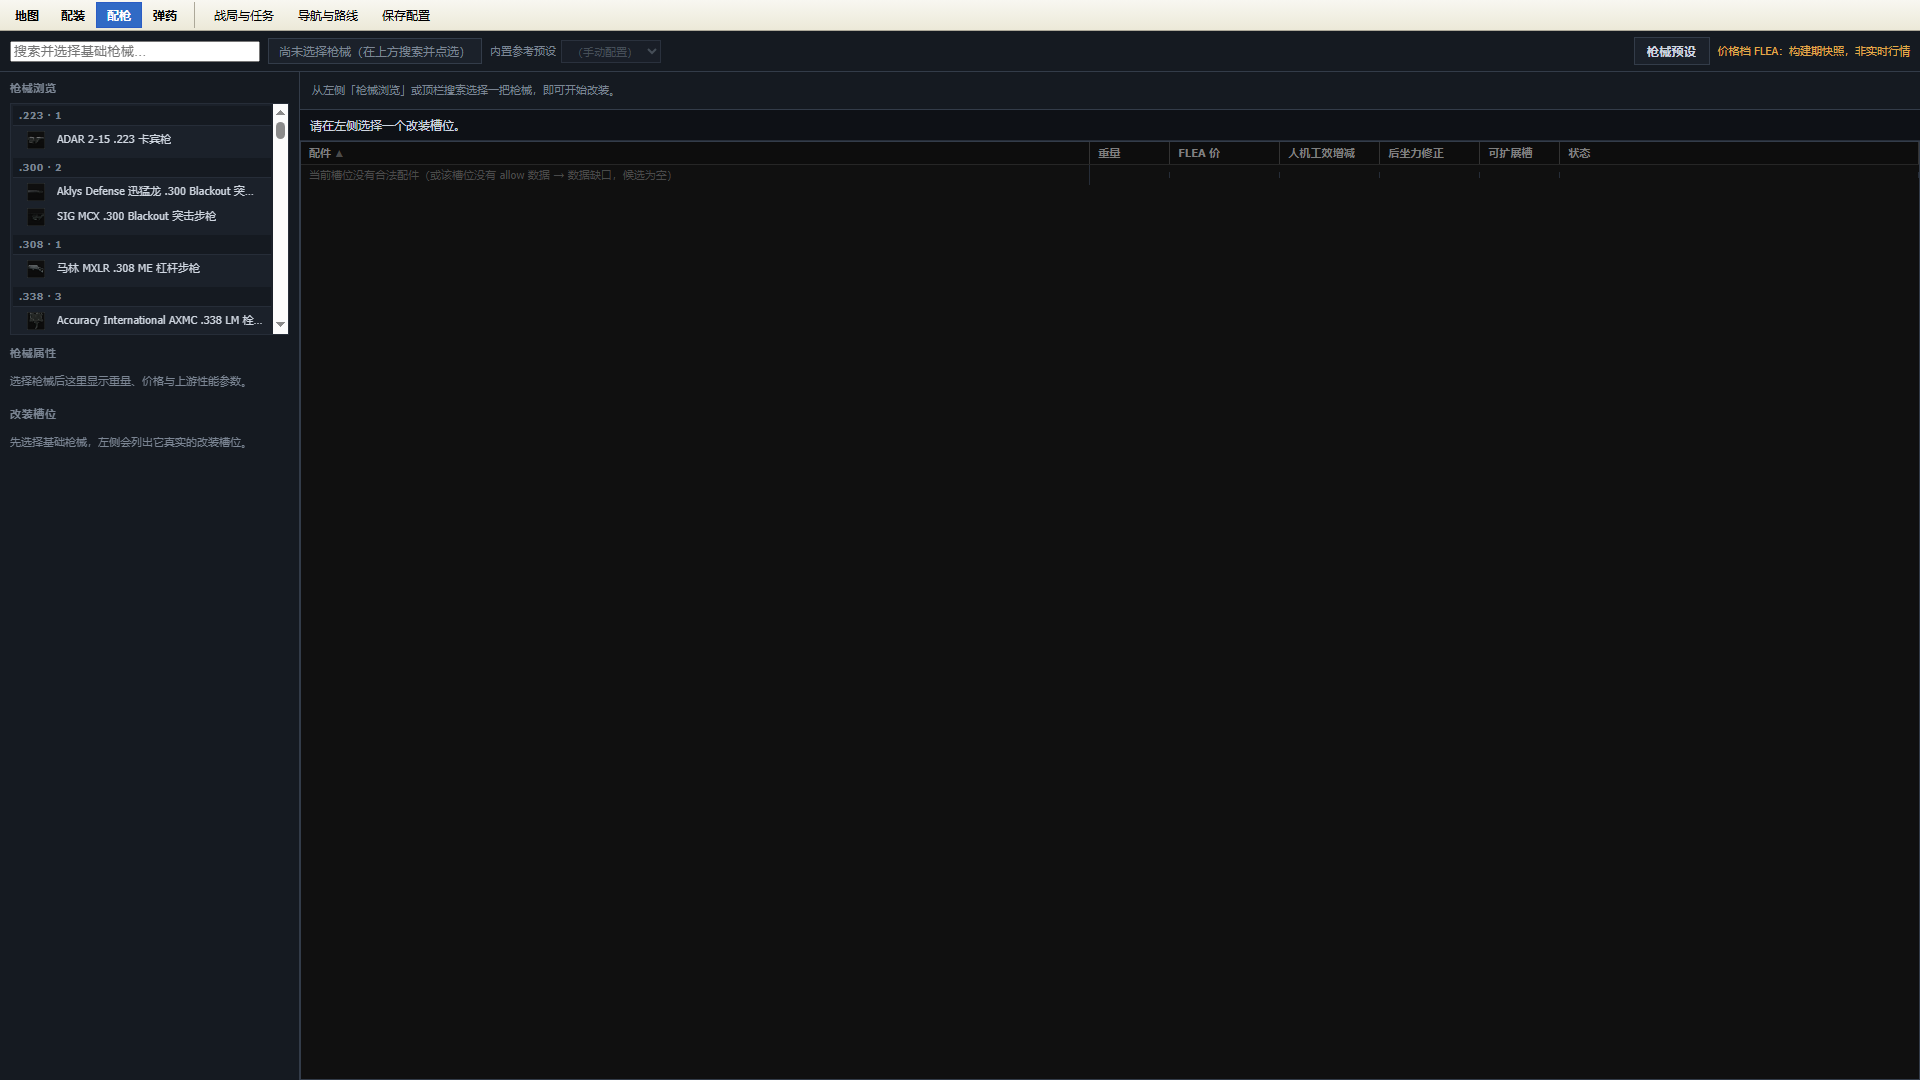 地图 配装 配枪 弹药 战局与任务 导航与路线 保存配置
搜索并选择基础枪械... 尚未选择枪械（在上方搜索并点选） 内置参考预设 （手动配置） 枪械预设 价格档 FLEA：构建期快照，非实时行情
枪械浏览
.223 · 1
ADAR 2-15 .223 卡宾枪
.300 · 2
Aklys Defense 迅猛龙 .300 Blackout 突...
SIG MCX .300 Blackout 突击步枪
.308 · 1
马林 MXLR .308 ME 杠杆步枪
.338 · 3
Accuracy International AXMC .338 LM 栓...
枪械属性
选择枪械后这里显示重量、价格与上游性能参数。
改装槽位
先选择基础枪械，左侧会列出它真实的改装槽位。
从左侧「枪械浏览」或顶栏搜索选择一把枪械，即可开始改装。
请在左侧选择一个改装槽位。
配件 ▲ 重量 FLEA 价 人机工效增减 后坐力修正 可扩展槽 状态
当前槽位没有合法配件（或该槽位没有 allow 数据 → 数据缺口，候选为空）